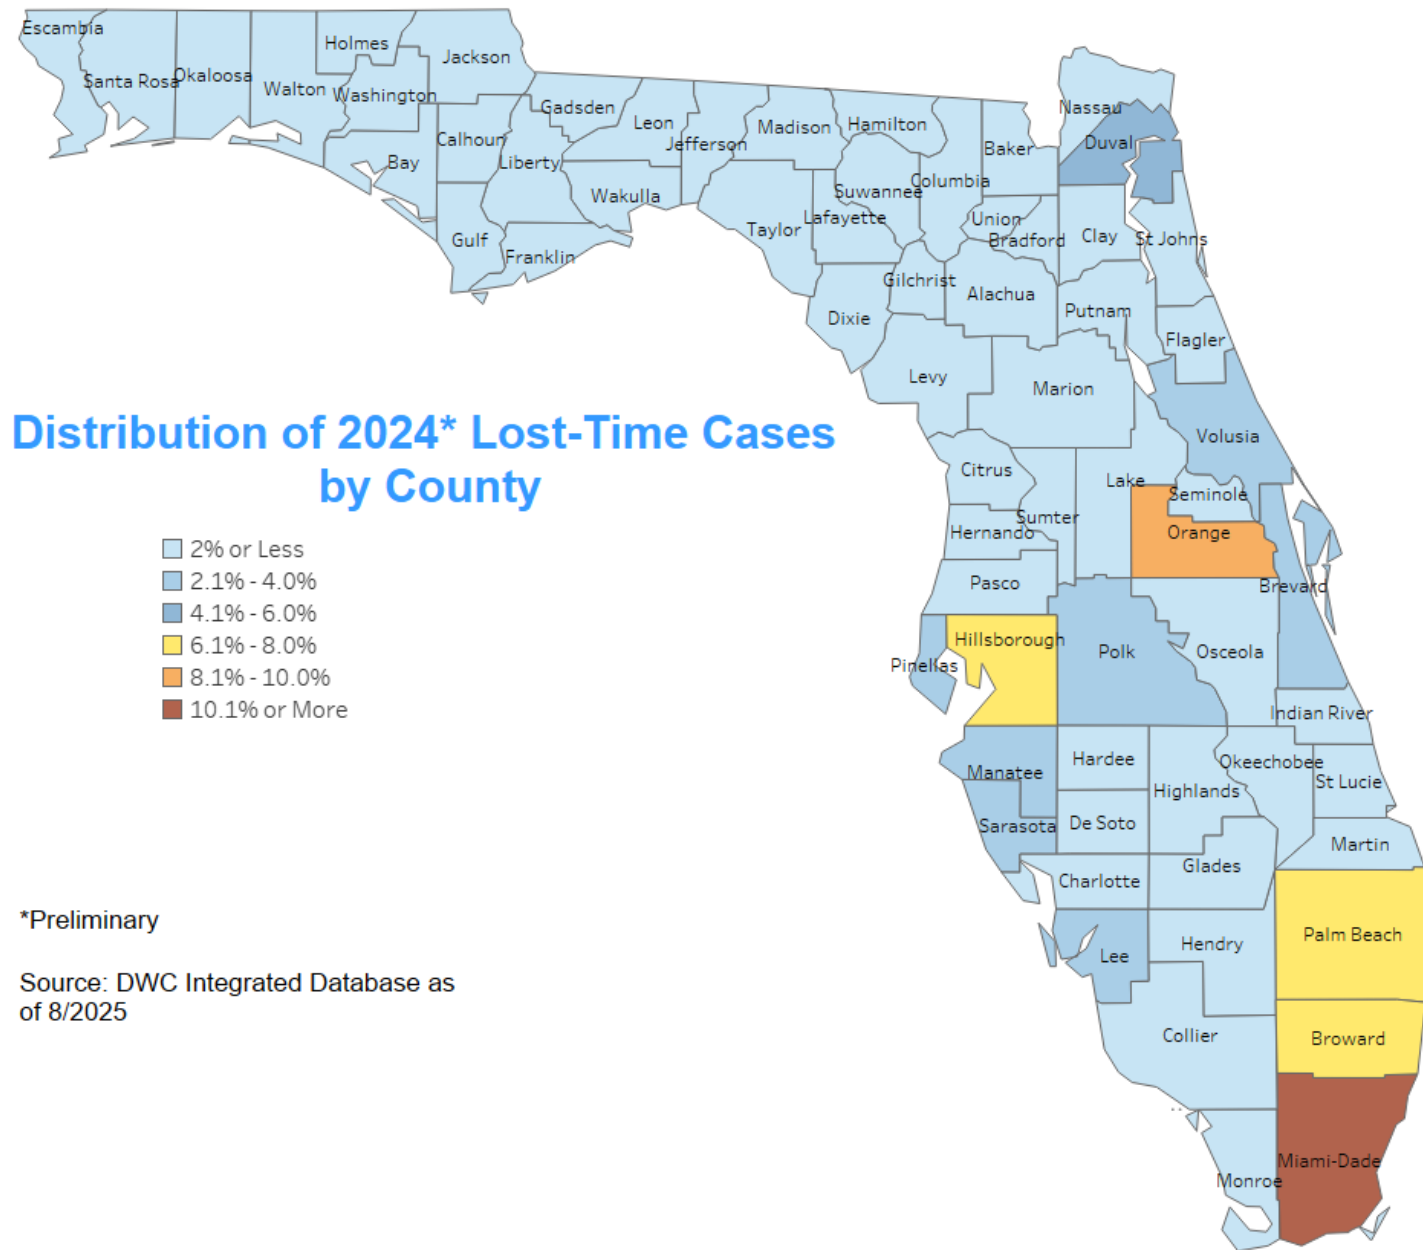 Escambia
Santa Rosa
Okaloosa
Walton
Holmes
Washington
Jackson
Bay
Calhoun
Gulf
Liberty
Gadsden
Franklin
Leon
Wakulla
Jefferson
Madison
Taylor
Hamilton
Suwannee
Lafayette
Dixie
Columbia
Gilchrist
Baker
Union
Bradford
Alachua
Levy
Nassau
Duval
Clay
St Johns
Putnam
Flagler
Marion
Volusia
Distribution of 2024* Lost-Time Cases
by County
2% or Less
2.1% - 4.0%
4.1% - 6.0%
6.1% - 8.0%
8.1% - 10.0%
10.1% or More
Citrus
Sumter
Lake
Seminole
Hernando
Orange
Pasco
Brevard
Pinellas
Hillsborough
Polk
Osceola
Indian River
Manatee
Hardee
Highlands
Okeechobee
St Lucie
Sarasota
De Soto
Martin
Charlotte
Glades
Lee
Hendry
Palm Beach
Collier
Broward
Monroe
Miami-Dade
*Preliminary
Source: DWC Integrated Database as
of 8/2025